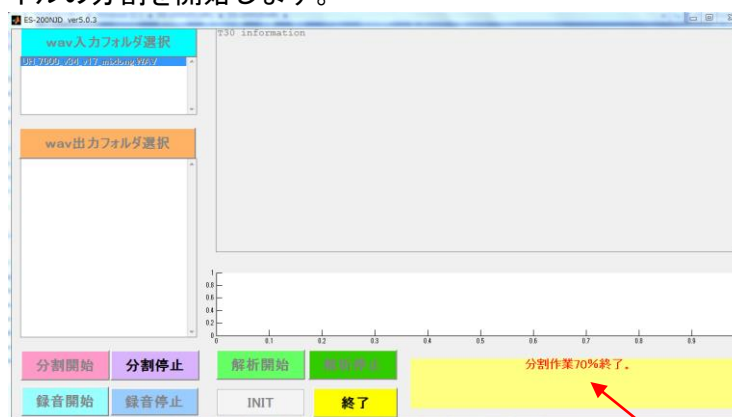 イルの分割を開始します。
ES-200NJD ver5.0.3
wav入力フォルダ選択
T30 information
wav出力フォルダ選択
1
0.8
0.6
0.4
0.2
0 0.1 0.2 0.3 0.4 0.5 0.6 0.7 0.8 0.9
分割開始 分割停止 解析開始 分割作業70%終了。
録音開始 録音停止 INIT 終了